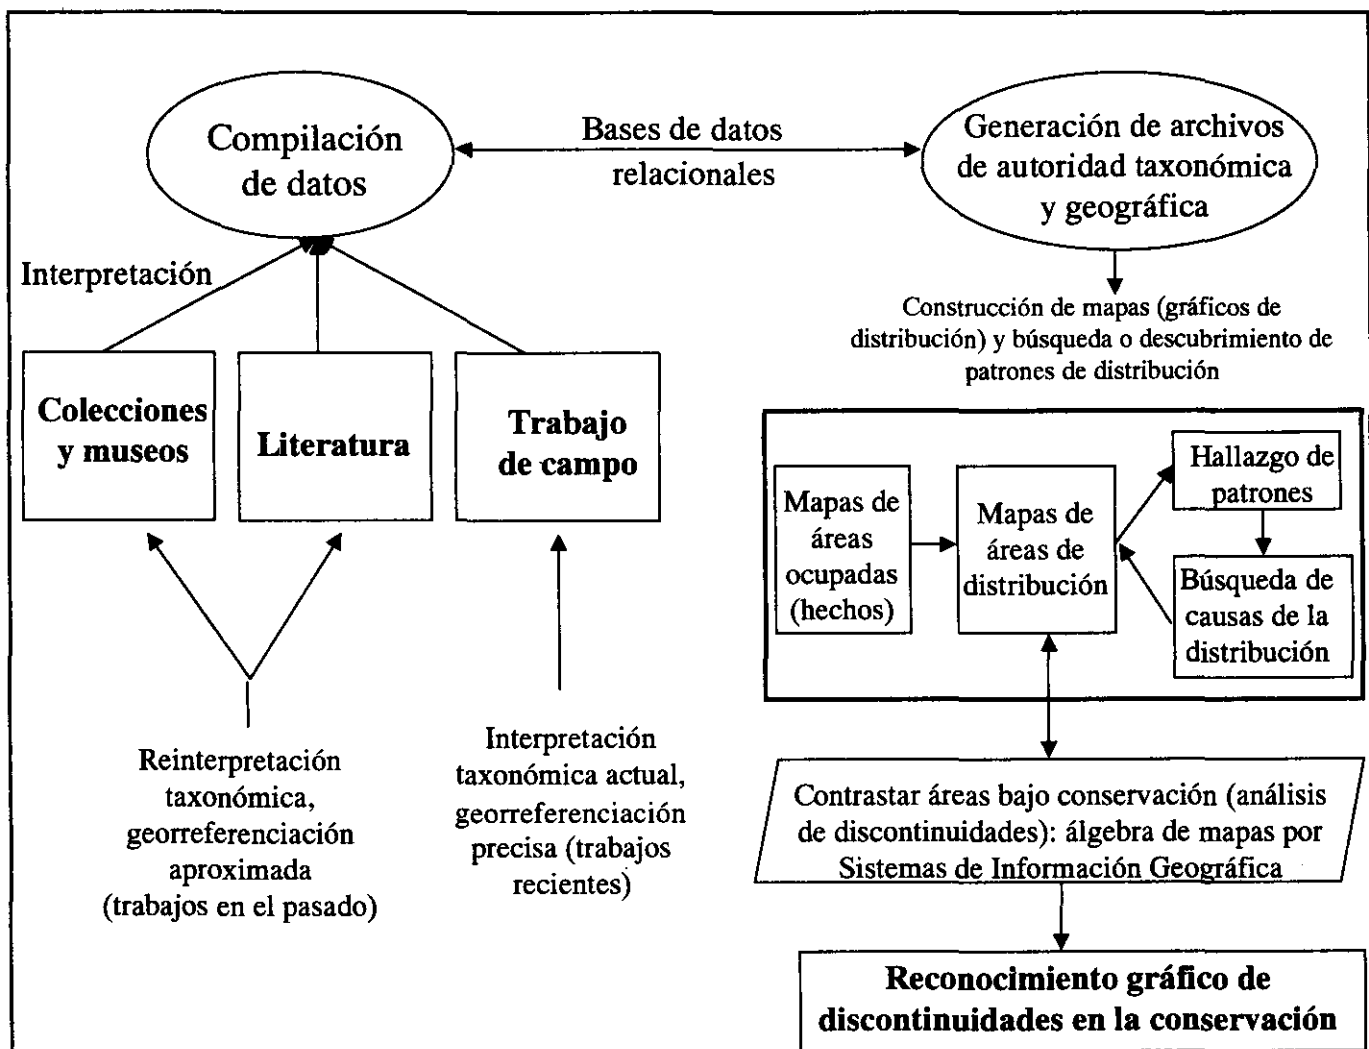 Compilación
de datos
Bases de datos
relacionales
Generación de archivos
de autoridad taxonómica
y geográfica
Interpretación
Construcción de mapas (gráficos de
distribución) y búsqueda o descubrimiento de
patrones de distribución
Colecciones
y museos
Literatura
Trabajo
de campo
Mapas de
áreas
ocupadas
(hechos)
Mapas de
áreas de
distribución
Hallazgo de
patrones
Búsqueda de
causas de la
distribución
Reinterpretación
taxonómica,
georreferenciación
aproximada
(trabajos en el pasado)
Interpretación
taxonómica actual,
georreferenciación
precisa (trabajos
recientes)
Contrastar áreas bajo conservación (análisis
de discontinuidades): álgebra de mapas por
Sistemas de Información Geográfica
Reconocimiento gráfico de
discontinuidades en la conservación